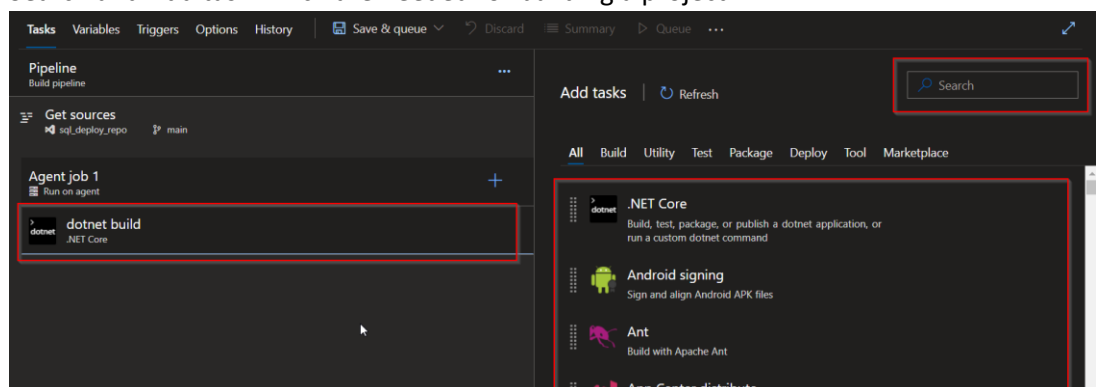 Tasks Variables Triggers Options History Save & queue Discard Summary Queue ...
Pipeline
Build pipeline
Get sources
sql_deploy_repo main
Agent job 1
Run on agent
dotnet build
.NET Core
Add tasks Refresh
Search
All Build Utility Test Package Deploy Tool Marketplace
.NET Core
Build, test, package, or publish a dotnet application, or
run a custom dotnet command
Android signing
Sign and align Android APK files
Ant
Build with Apache Ant